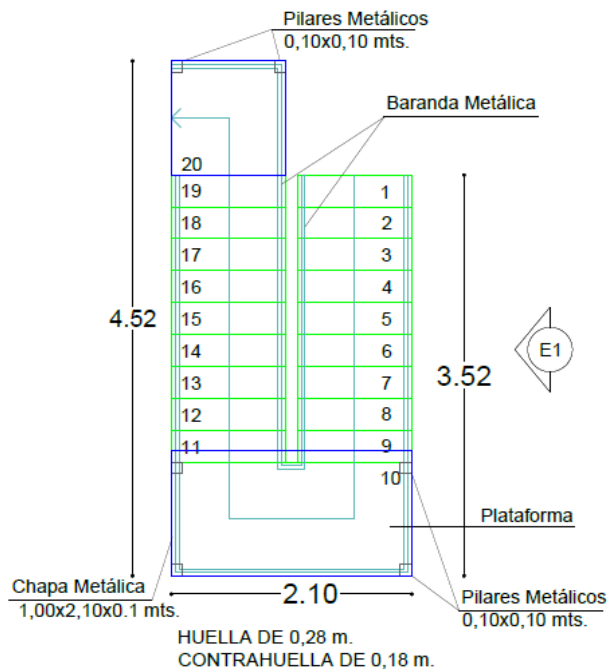 Pilares Metálicos
0,10x0,10 mts.
Baranda Metálica
20
19
1
18
2
17
3
16
4
4.52
15
5
E1
14
6
3.52
13
7
12
8
11
9
10
Plataforma
Chapa Metálica
1,00x2,10x0.1 mts.
2.10
Pilares Metálicos
0,10x0,10 mts.
HUELLA DE 0,28 m.
CONTRAHUELLA DE 0,18 m.